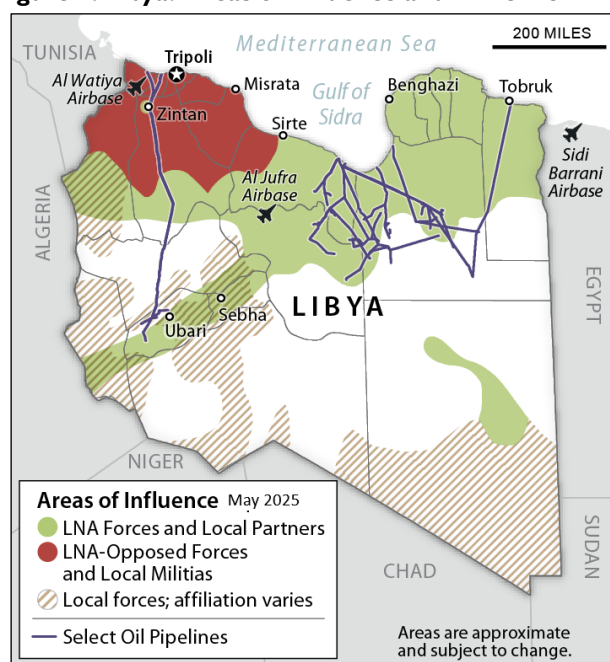 200 MILES
TUNISIA
Mediterranean Sea
Tripoli
Al Watiya
Airbase
Misrata
Zintan
Gulf of
Sidra
Benghazi
Tobruk
Sirte
Sidi
Barrani
Airbase
Al Jufra
Airbase
ALGERIA
EGYPT
LIBYA
Sebha
Ubari
NIGER
CHAD
SUDAN
Areas of Influence May 2025
LNA Forces and Local Partners
LNA-Opposed Forces
and Local Militias
Local forces; affiliation varies
Select Oil Pipelines
Areas are approximate
and subject to change.